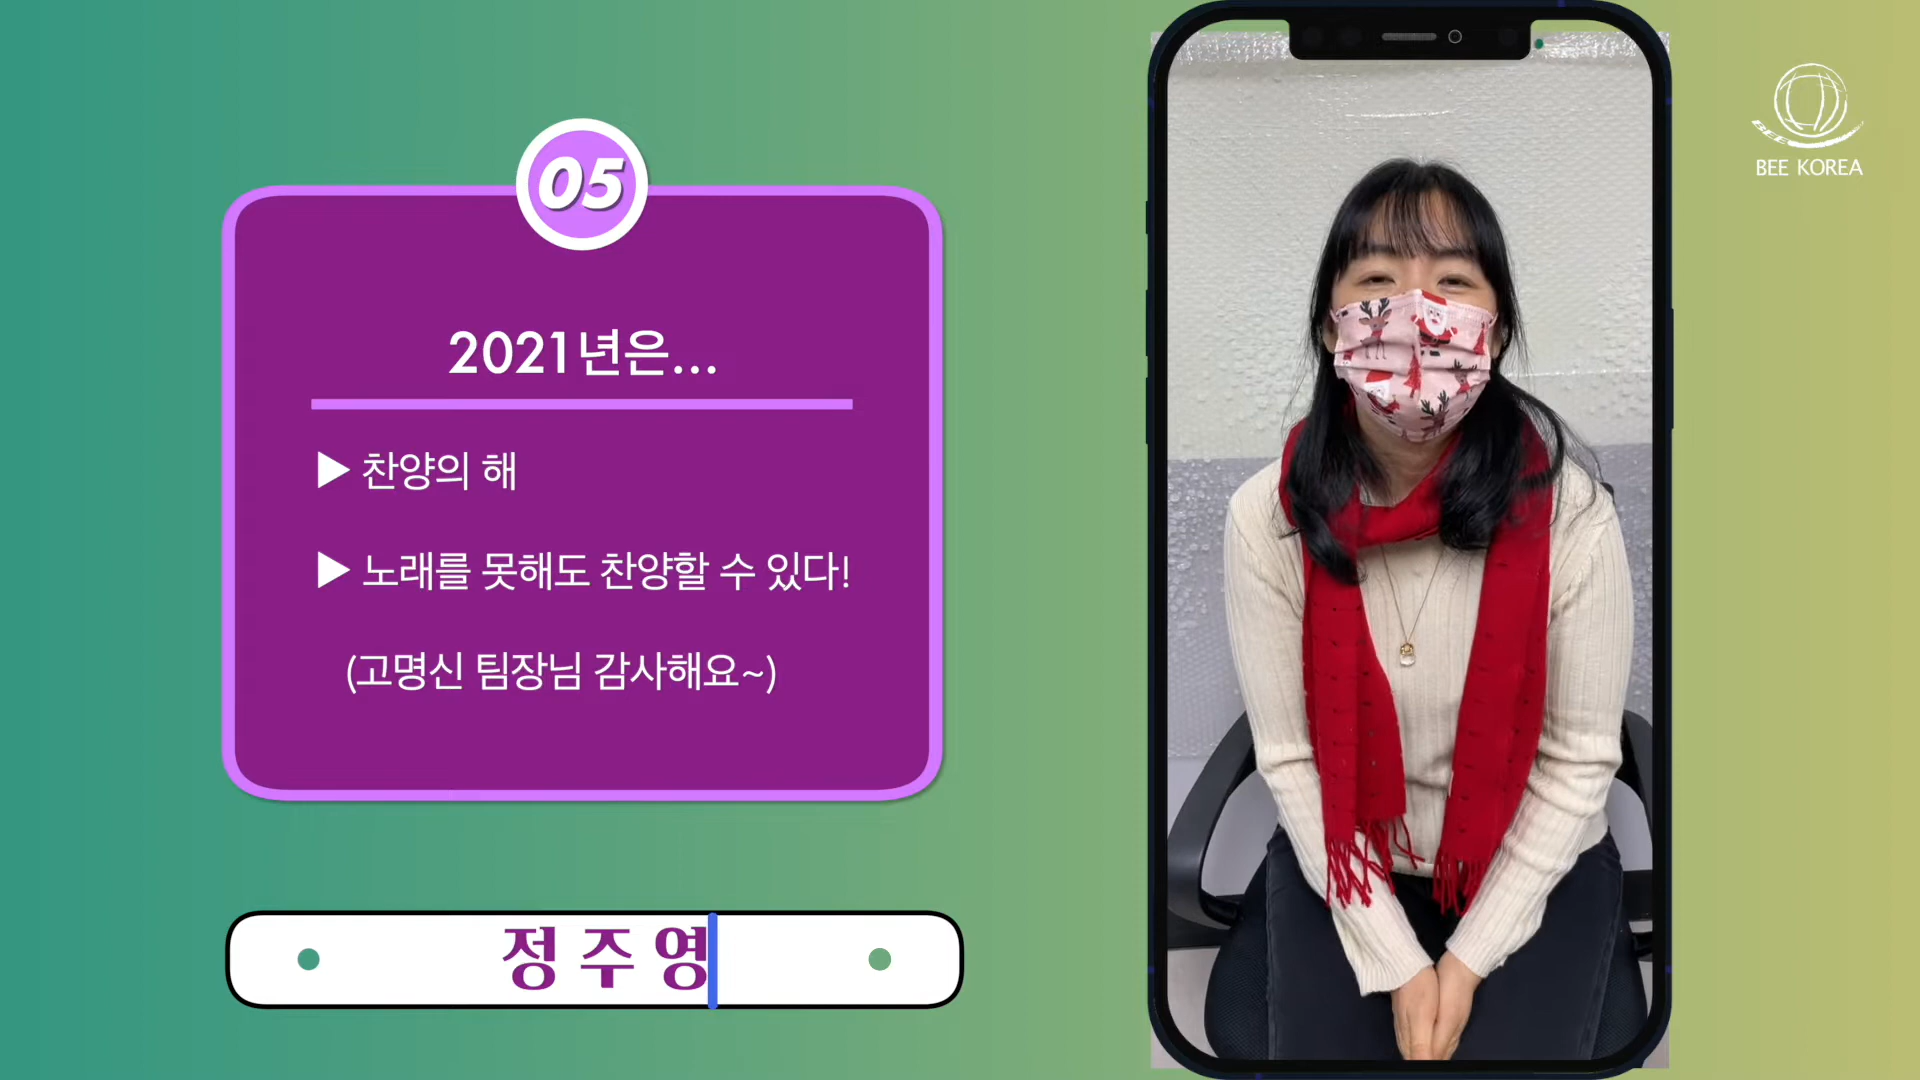 05
2021년은...
▶ 찬양의 해
▶ 노래를 못해도 찬양할 수 있다!
(고명신 팀장님 감사해요~)
정주영
BEE
BEE KOREA